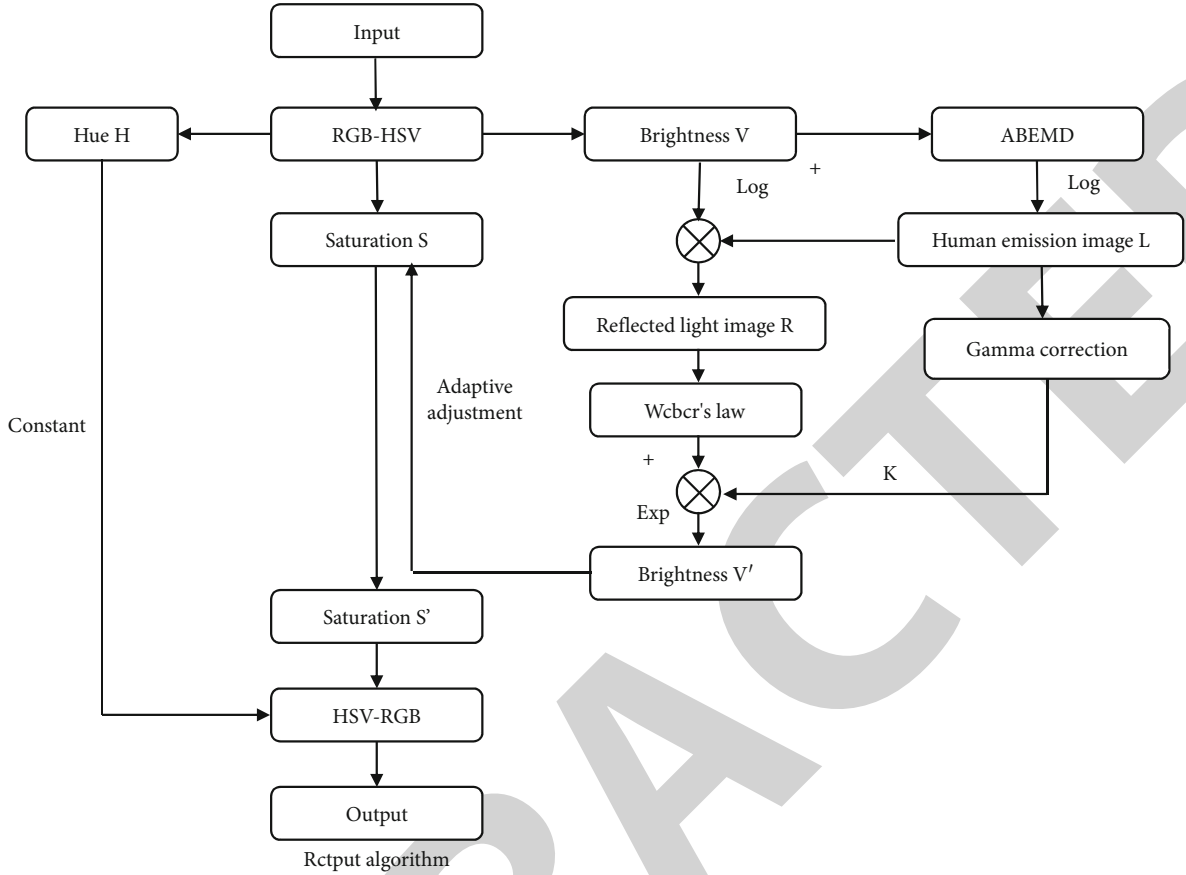 Input
Hue H
RGB-HSV
Brightness V
ABEMD
+
Log
Log
Saturation S
Human emission image L
Reflected light image R
Gamma correction
Adaptive
adjustment
Constant
Wcbcr's law
+
K
Exp
Brightness V′
Saturation S’
HSV-RGB
Output
Rctput algorithm